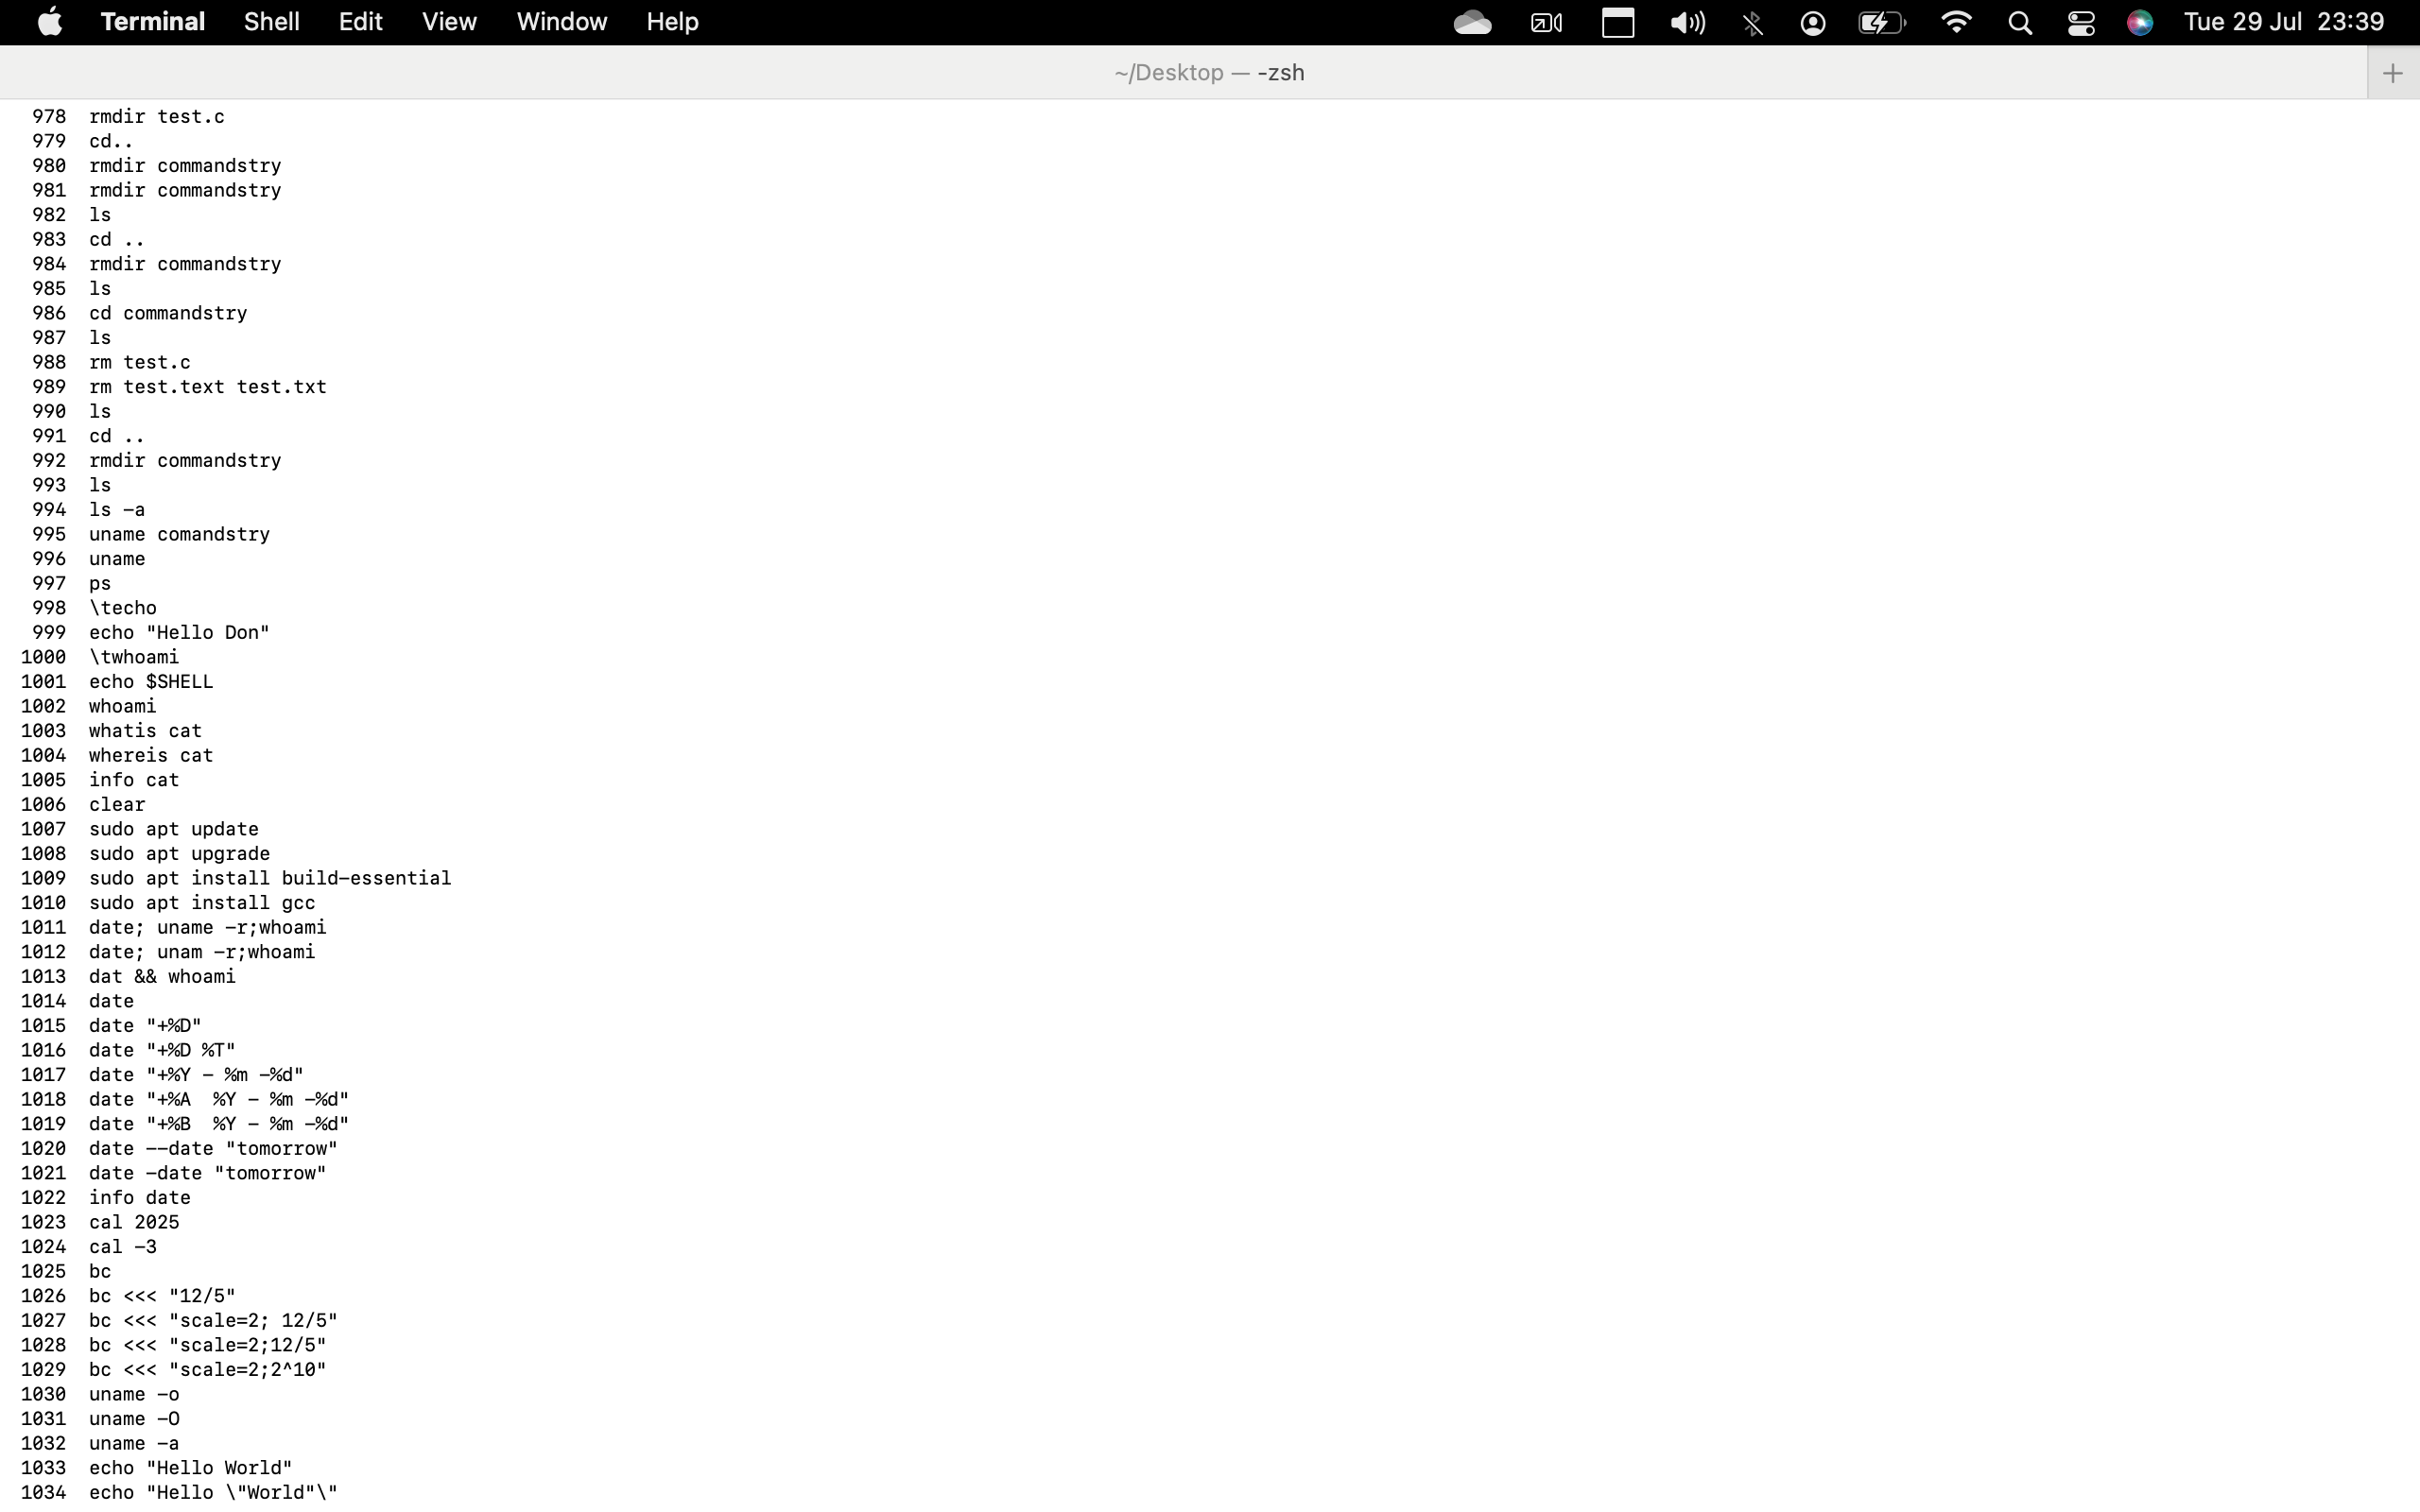 Terminal Shell Edit View Window Help Tue 29 Jul 23:39
~/Desktop — -zsh
978 rmdir test.c
979 cd..
980 rmdir commandstry
981 rmdir commandstry
982 ls
983 cd ..
984 rmdir commandstry
985 ls
986 cd commandstry
987 ls
988 rm test.c
989 rm test.text test.txt
990 ls
991 cd ..
992 rmdir commandstry
993 ls
994 ls -a
995 uname comandstry
996 uname
997 ps
998 \techo
999 echo "Hello Don"
1000 \twhoami
1001 echo $SHELL
1002 whoami
1003 whatis cat
1004 whereis cat
1005 info cat
1006 clear
1007 sudo apt update
1008 sudo apt upgrade
1009 sudo apt install build-essential
1010 sudo apt install gcc
1011 date; uname -r;whoami
1012 date; unam -r;whoami
1013 dat && whoami
1014 date
1015 date "+%D"
1016 date "+%D %T"
1017 date "+%Y - %m -%d"
1018 date "+%A  %Y - %m -%d"
1019 date "+%B  %Y - %m -%d"
1020 date --date "tomorrow"
1021 date -date "tomorrow"
1022 info date
1023 cal 2025
1024 cal -3
1025 bc
1026 bc <<< "12/5"
1027 bc <<< "scale=2; 12/5"
1028 bc <<< "scale=2;12/5"
1029 bc <<< "scale=2;2^10"
1030 uname -o
1031 uname -O
1032 uname -a
1033 echo "Hello World"
1034 echo "Hello \"World"\"